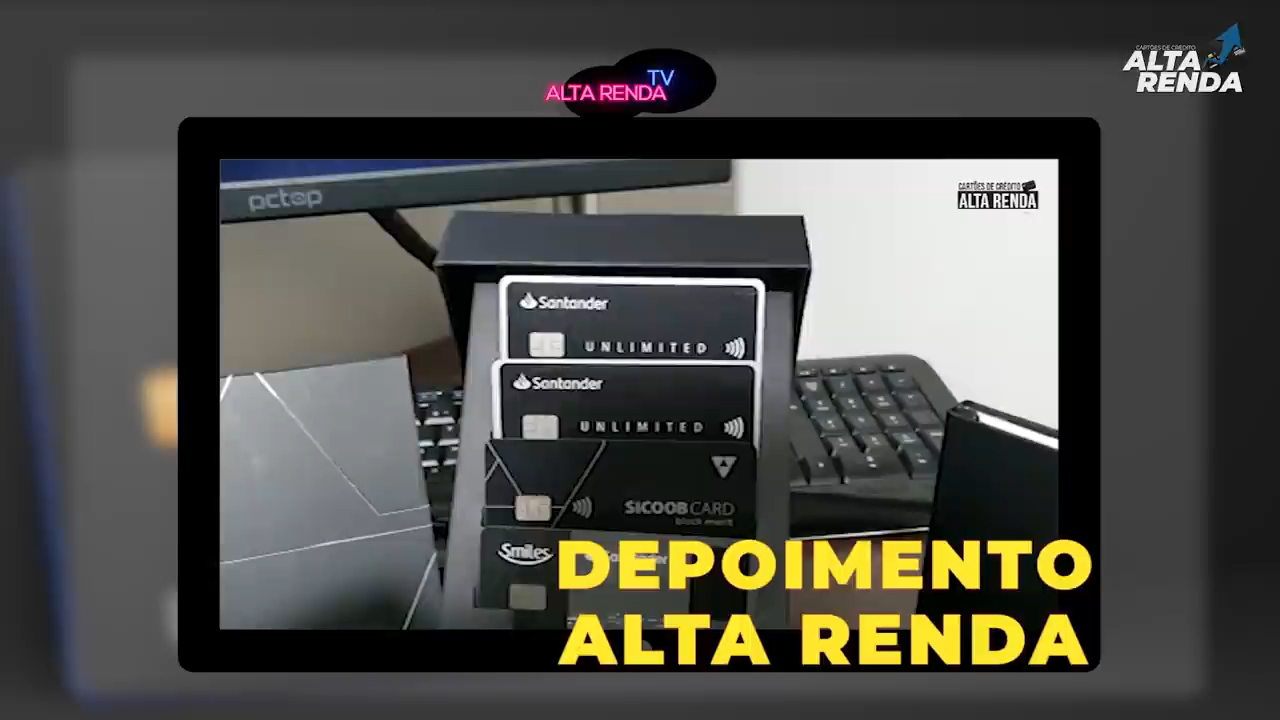 CARTÕES DE CRÉDITO
ALTA
RENDA
TV
ALTA RENDA
pctop
CARTÕES DE CRÉDITO
ALTA RENDA
Santander
UNLIMITED
Santander
UNLIMITED
SICOOBCARD
black merit
Smiles
Santander
DEPOIMENTO
ALTA RENDA